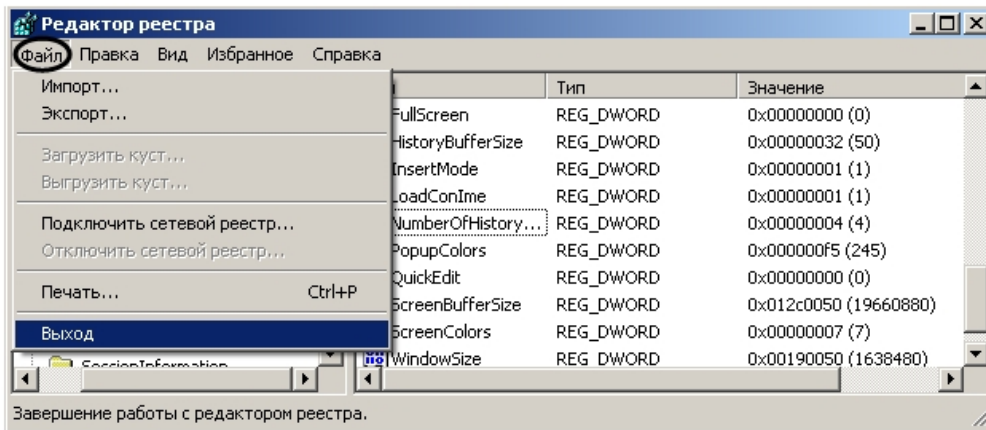 Редактор реестра
Файл Правка Вид Избранное Справка
Импорт...
Экспорт...
Загрузить куст...
Выгрузить куст...
Подключить сетевой реестр...
Отключить сетевой реестр...
Печать... Ctrl+P
Выход
Тип Значение
FullScreen REG_DWORD 0x00000000 (0)
HistoryBufferSize REG_DWORD 0x00000032 (50)
InsertMode REG_DWORD 0x00000001 (1)
LoadConIme REG_DWORD 0x00000001 (1)
NumberOfHistory... REG_DWORD 0x00000004 (4)
PopupColors REG_DWORD 0x000000f5 (245)
QuickEdit REG_DWORD 0x00000000 (0)
ScreenBufferSize REG_DWORD 0x012c0050 (19660880)
ScreenColors REG_DWORD 0x00000007 (7)
WindowSize REG_DWORD 0x00190050 (1638480)
SessionInformation
Завершение работы с редактором реестра.